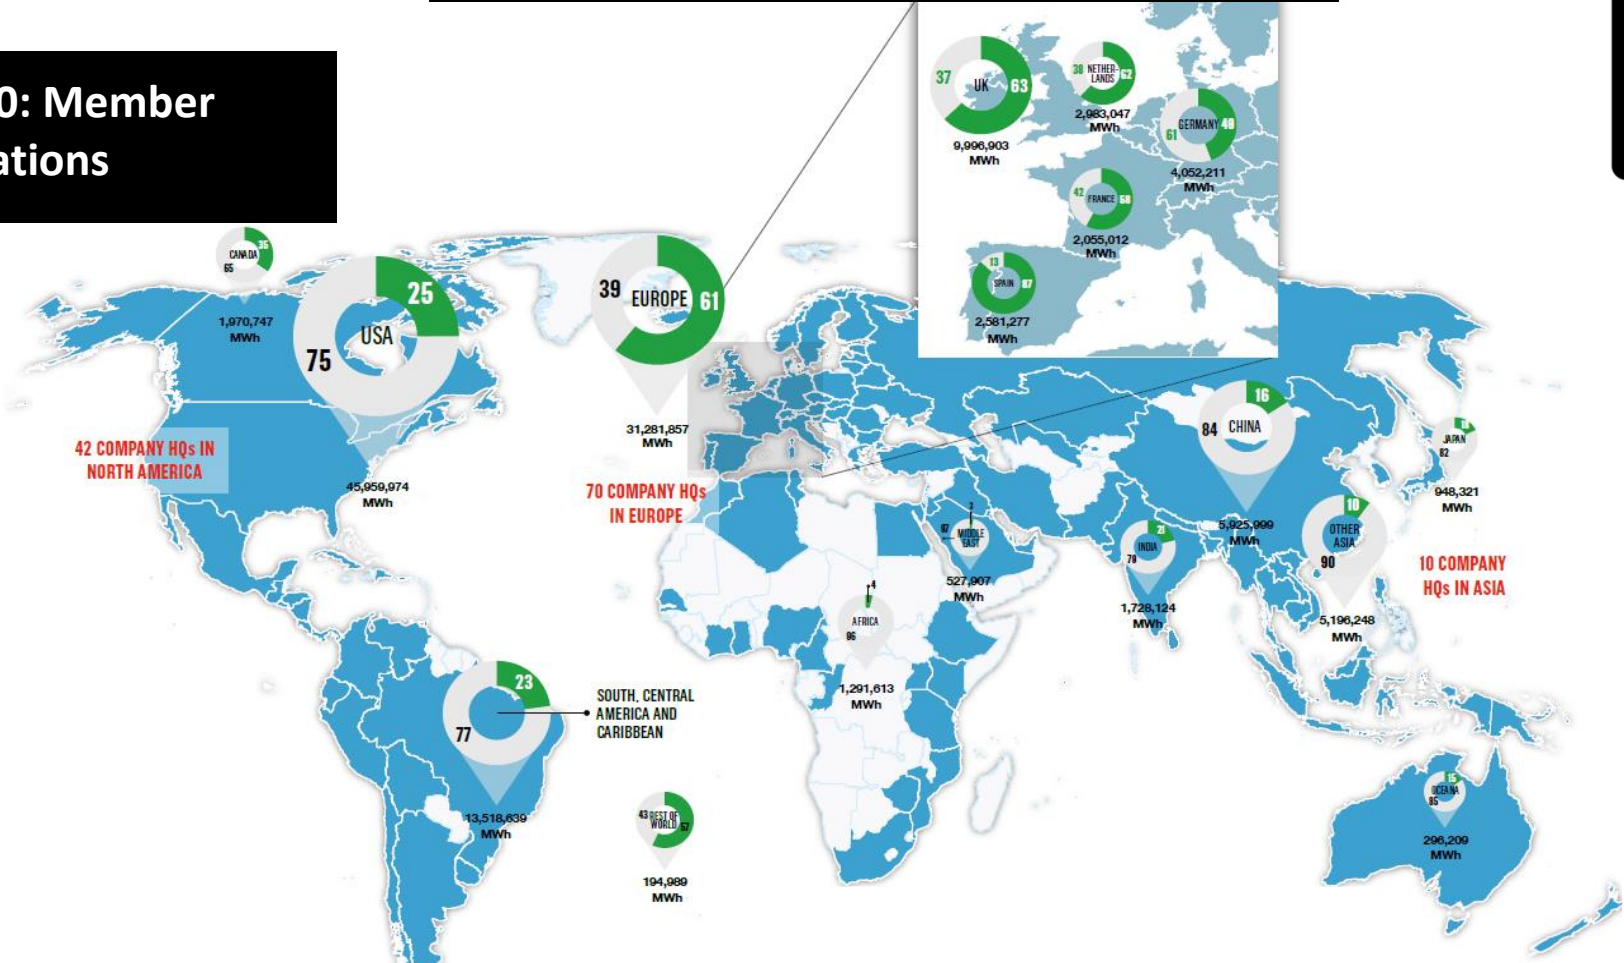 0: Member
ations
37
UK
63
9,996,903
MWh
38
NETHER-
LANDS
62
2,983,047
MWh
61
GERMANY
4,052,211
MWh
42
FRANCE
58
2,055,012
MWh
13
SPAIN
87
2,581,277
MWh
CANADA
35
65
1,970,747
MWh
25
USA
75
45,959,974
MWh
42 COMPANY HQs IN
NORTH AMERICA
39
EUROPE
61
31,281,857
MWh
70 COMPANY HQs
IN EUROPE
16
84
CHINA
5,925,999
MWh
JAPAN
82
948,321
MWh
10
OTHER
ASIA
90
5,196,248
MWh
10 COMPANY
HQs IN ASIA
21
INDIA
79
1,728,124
MWh
97
MIDDLE
EAST
527,907
MWh
4
AFRICA
96
1,291,613
MWh
23
77
13,518,639
MWh
SOUTH, CENTRAL
AMERICA AND
CARIBBEAN
43
REST OF
WORLD
57
194,989
MWh
15
OCEANA
85
296,209
MWh